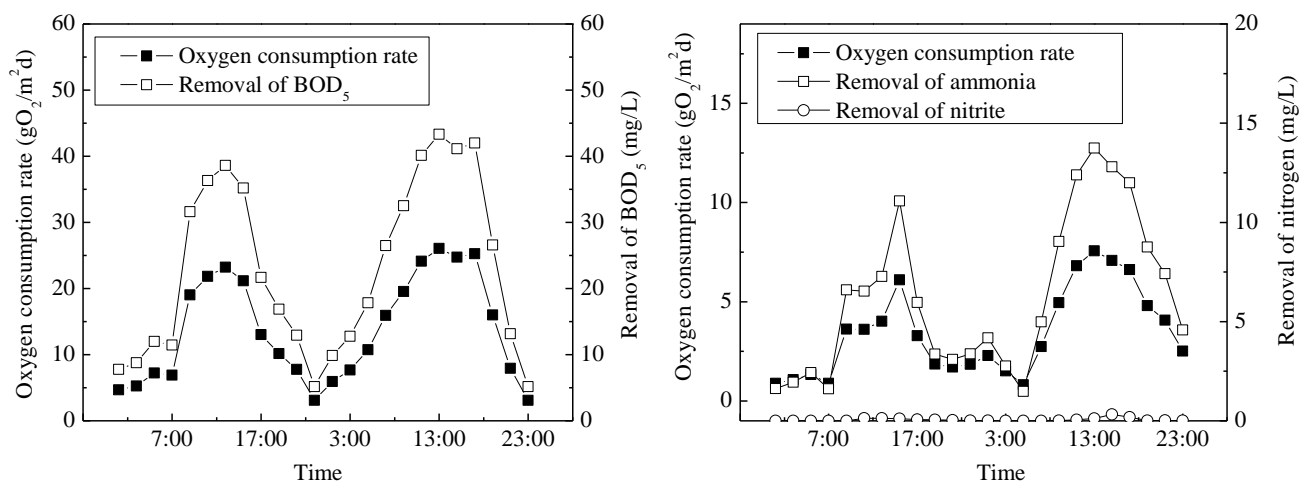 Oxygen consumption rate (gO₂/m²d)
60
50
40
30
20
10
0
Oxygen consumption rate
Removal of BOD₅
60
50
40
30
20
10
0
Removal of BOD₅ (mg/L)
7:00 17:00 3:00 13:00 23:00
Time
Oxygen consumption rate (gO₂/m²d)
15
10
5
0
Oxygen consumption rate
Removal of ammonia
Removal of nitrite
20
15
10
5
0
Removal of nitrogen (mg/L)
7:00 17:00 3:00 13:00 23:00
Time